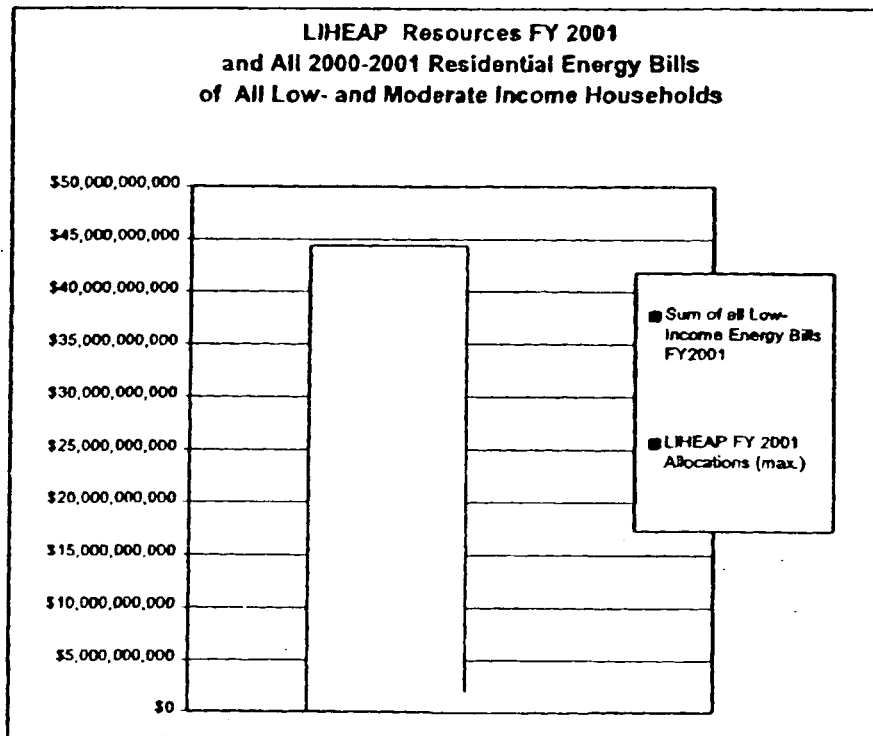 LIHEAP Resources FY 2001
and All 2000-2001 Residential Energy Bills
of All Low- and Moderate Income Households
$50,000,000,000
$45,000,000,000
$40,000,000,000
$35,000,000,000
$30,000,000,000
$25,000,000,000
$20,000,000,000
$15,000,000,000
$10,000,000,000
$5,000,000,000
$0
Sum of all Low-
Income Energy Bills
FY2001
LIHEAP FY 2001
Allocations (max.)